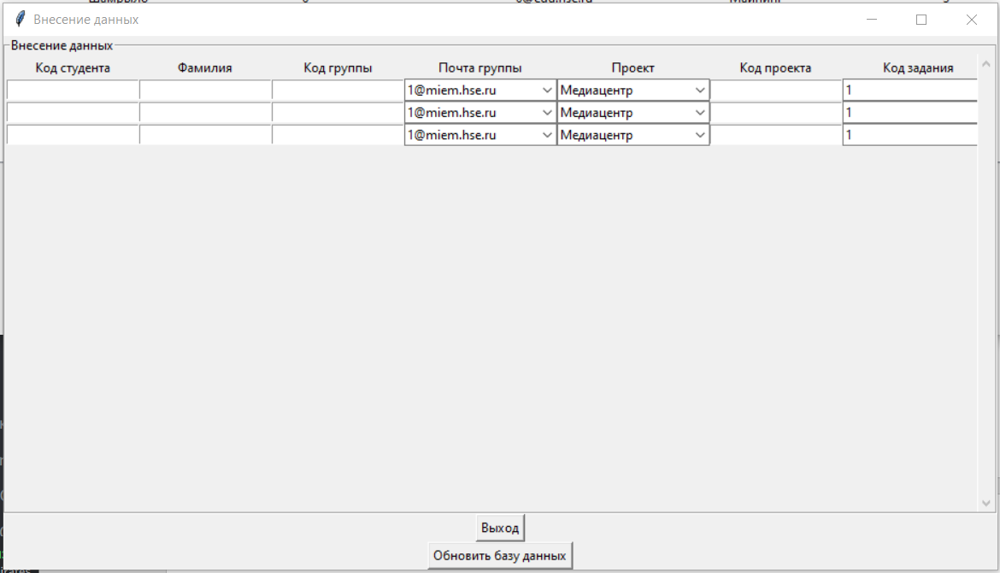 Внесение данных
Внесение данных
Код студента Фамилия Код группы Почта группы Проект Код проекта Код задания
1@miem.hse.ru Медиацентр 1
1@miem.hse.ru Медиацентр 1
1@miem.hse.ru Медиацентр 1
Выход
Обновить базу данных